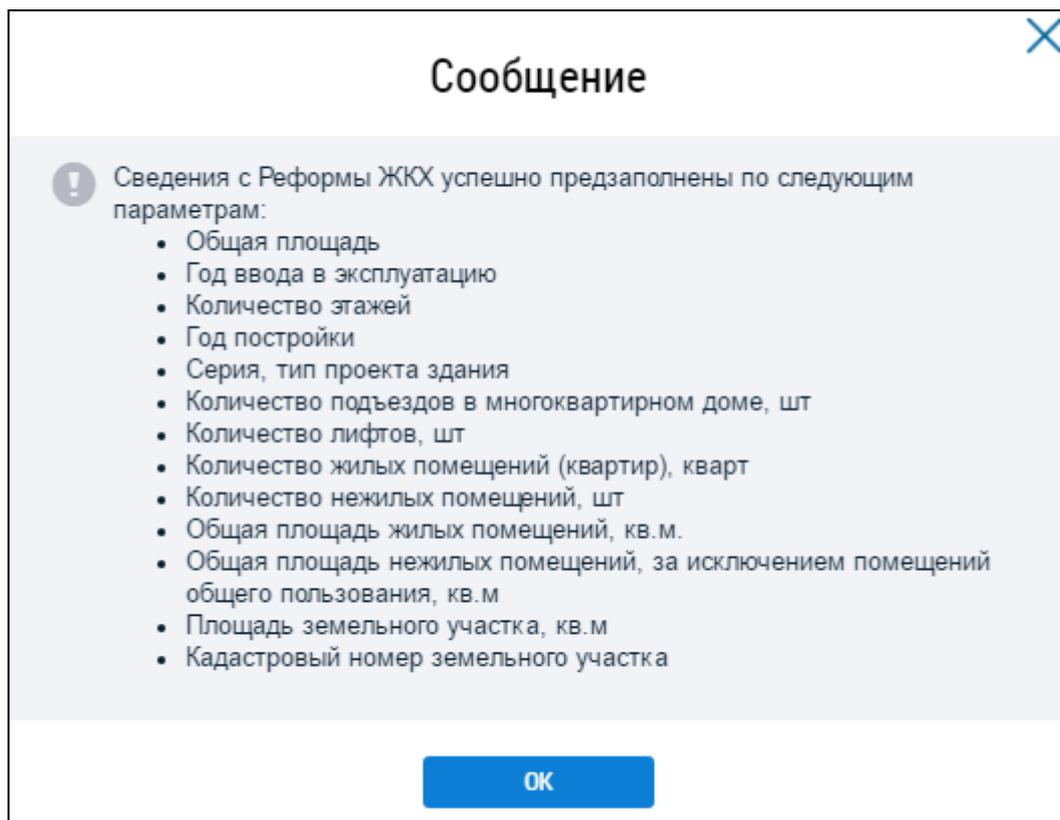 Сообщение
Сведения с Реформы ЖКХ успешно предзаполнены по следующим
параметрам:
• Общая площадь
• Год ввода в эксплуатацию
• Количество этажей
• Год постройки
• Серия, тип проекта здания
• Количество подъездов в многоквартирном доме, шт
• Количество лифтов, шт
• Количество жилых помещений (квартир), кварт
• Количество нежилых помещений, шт
• Общая площадь жилых помещений, кв.м.
• Общая площадь нежилых помещений, за исключением помещений
общего пользования, кв.м
• Площадь земельного участка, кв.м
• Кадастровый номер земельного участка
ОК